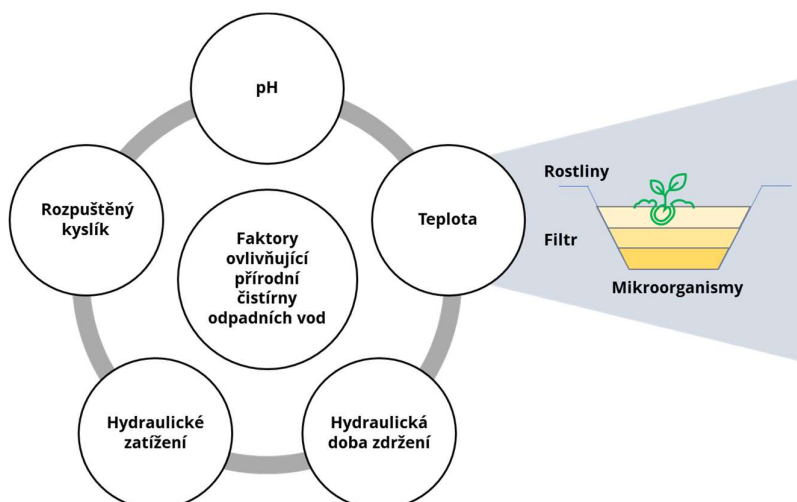 pH
Rozpuštěný
kyslík
Teplota
Faktory
ovlivňující
přírodní
čistírny
odpadních vod
Hydraulické
zatížení
Hydraulická
doba zdržení
Rostliny
Filtr
Mikroorganismy